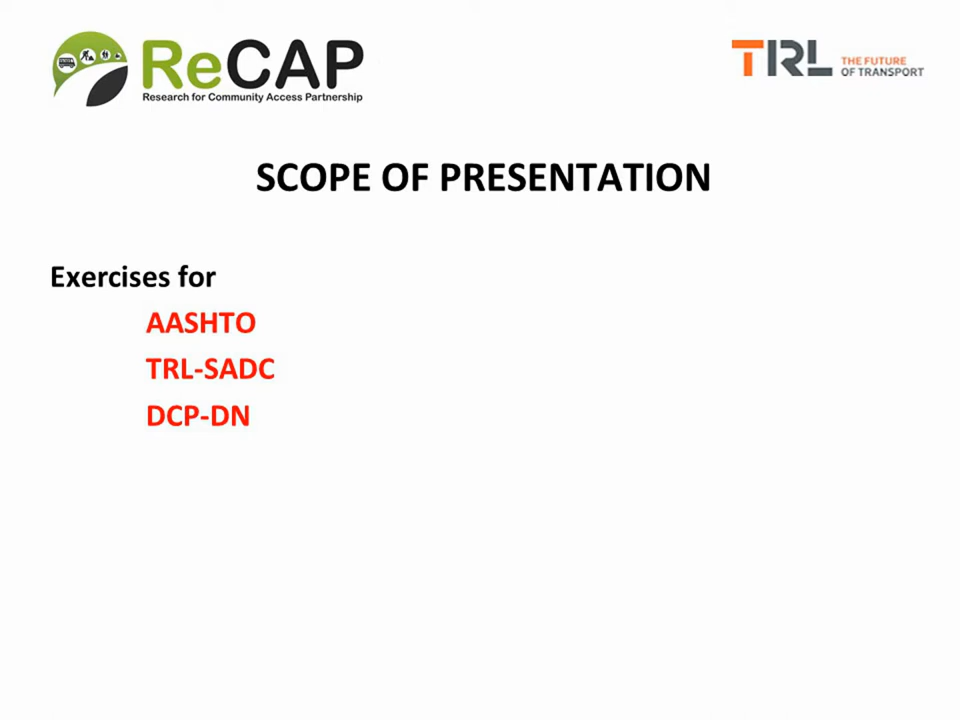 ReCAP
Research for Community Access Partnership
TRL THE FUTURE
OF TRANSPORT
SCOPE OF PRESENTATION
Exercises for
AASHTO
TRL-SADC
DCP-DN